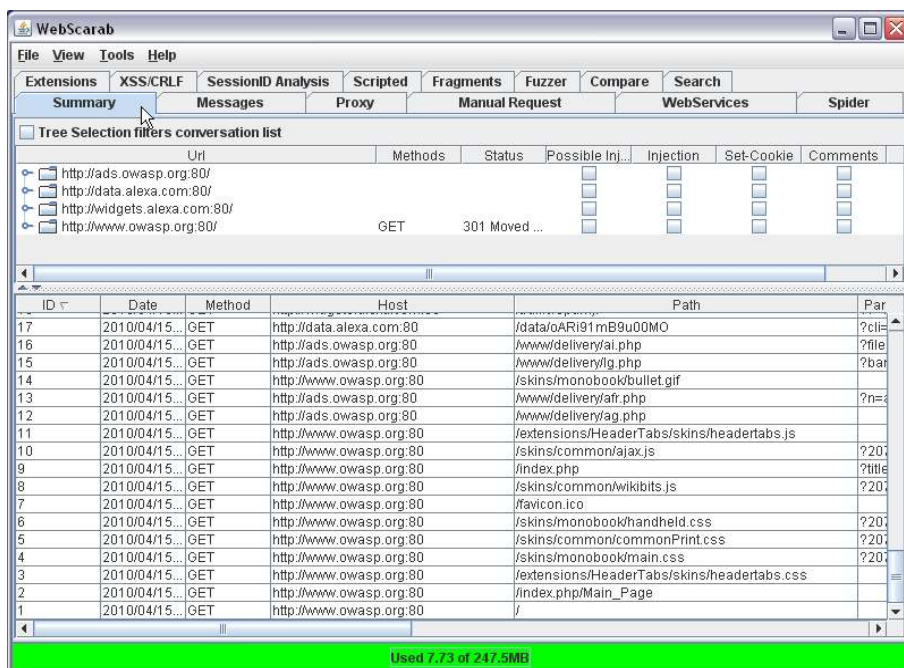 WebScarab
File View Tools Help
Extensions XSS/CRLF SessionID Analysis Scripted Fragments Fuzzer Compare Search
Summary Messages Proxy Manual Request WebServices Spider
Tree Selection filters conversation list
Url Methods Status Possible Inj... Injection Set-Cookie Comments
http://ads.owasp.org:80/
http://data.alexa.com:80/
http://widgets.alexa.com:80/
http://www.owasp.org:80/ GET 301 Moved ...
ID Date Method Host Path Par
17 2010/04/15... GET http://data.alexa.com:80 /data/oARi91mB9u00MO ?cli=
16 2010/04/15... GET http://ads.owasp.org:80 /www/delivery/ai.php ?file
15 2010/04/15... GET http://ads.owasp.org:80 /www/delivery/lg.php ?bar
14 2010/04/15... GET http://www.owasp.org:80 /skins/monobook/bullet.gif
13 2010/04/15... GET http://ads.owasp.org:80 /www/delivery/afr.php ?n=a
12 2010/04/15... GET http://ads.owasp.org:80 /www/delivery/ag.php
11 2010/04/15... GET http://www.owasp.org:80 /extensions/HeaderTabs/skins/headertabs.js
10 2010/04/15... GET http://www.owasp.org:80 /skins/common/ajax.js ?207
9 2010/04/15... GET http://www.owasp.org:80 /index.php ?title
8 2010/04/15... GET http://www.owasp.org:80 /skins/common/wikibits.js ?207
7 2010/04/15... GET http://www.owasp.org:80 /favicon.ico
6 2010/04/15... GET http://www.owasp.org:80 /skins/monobook/handheld.css ?207
5 2010/04/15... GET http://www.owasp.org:80 /skins/common/commonPrint.css ?207
4 2010/04/15... GET http://www.owasp.org:80 /skins/monobook/main.css ?207
3 2010/04/15... GET http://www.owasp.org:80 /extensions/HeaderTabs/skins/headertabs.css
2 2010/04/15... GET http://www.owasp.org:80 /index.php/Main_Page
1 2010/04/15... GET http://www.owasp.org:80 /
Used 7.73 of 247.5MB